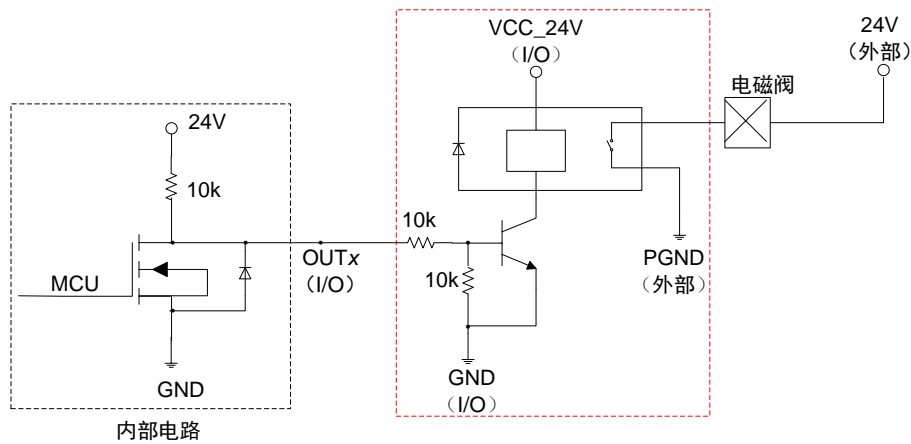 VCC_24V
（I/O）
24V
（外部）
电磁阀
24V
10k
10k
OUTx
（I/O）
10k
PGND
（外部）
MCU
GND
GND
（I/O）
内部电路